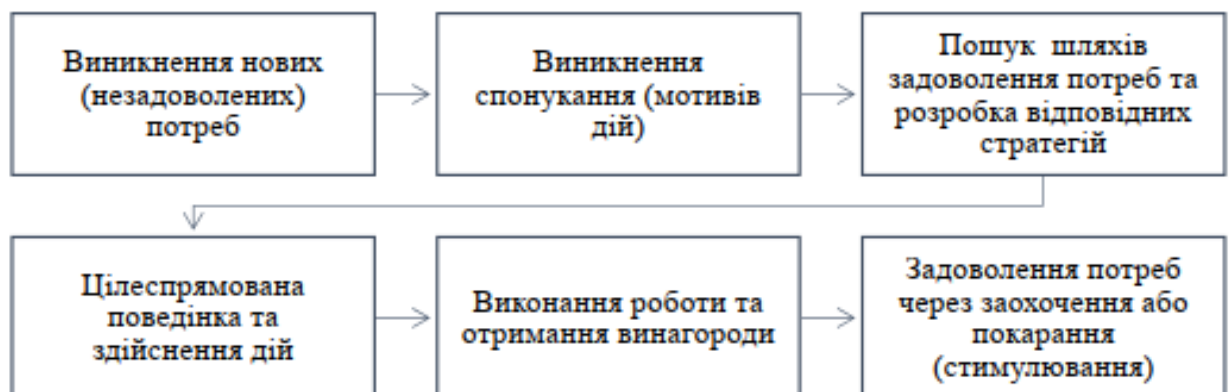 Виникнення нових
(незадоволених)
потреб
Виникнення
спонукання (мотивів
дій)
Пошук шляхів
задоволення потреб та
розробка відповідних
стратегій
Цілеспрямована
поведінка та
здійснення дій
Виконання роботи та
отримання винагороди
Задоволення потреб
через заохочення або
покарання
(стимулювання)